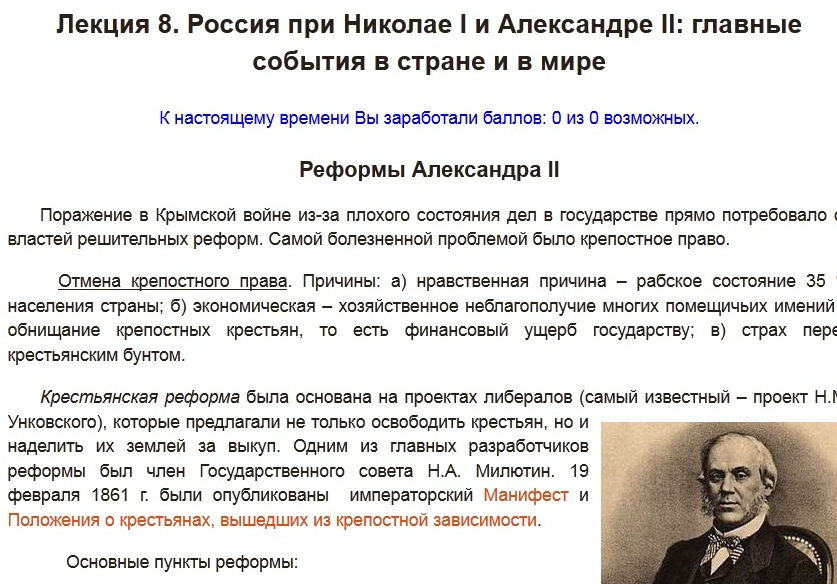 Лекция 8. Россия при Николае I и Александре II: главные
события в стране и в мире
К настоящему времени Вы заработали баллов: 0 из 0 возможных.
Реформы Александра II
Поражение в Крымской войне из-за плохого состояния дел в государстве прямо потребовало
властей решительных реформ. Самой болезненной проблемой было крепостное право.
Отмена крепостного права. Причины: а) нравственная причина – рабское состояние 35
населения страны; б) экономическая – хозяйственное неблагополучие многих помещичьих имений
обнищание крепостных крестьян, то есть финансовый ущерб государству; в) страх
крестьянским бунтом.
Крестьянская реформа была основана на проектах либералов (самый известный – проект
Унковского), которые предлагали не только освободить крестьян, но и
наделить их землей за выкуп. Одним из главных разработчиков
реформы был член Государственного совета Н.А. Милютин. 19
февраля 1861 г. были опубликованы императорский Манифест и
Положения о крестьянах, вышедших из крепостной зависимости.
Основные пункты реформы: